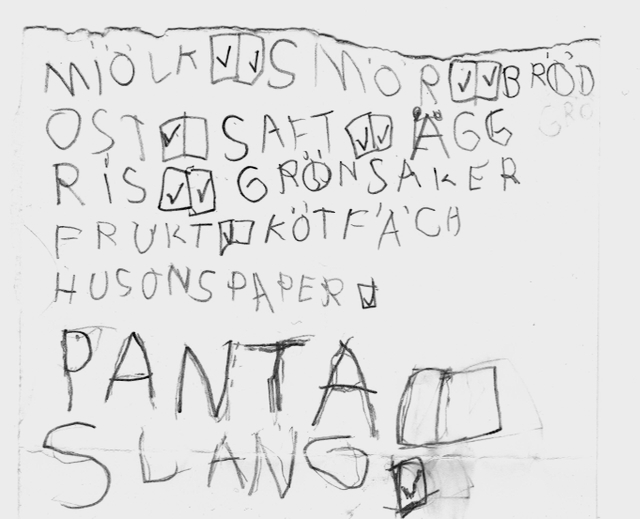 MJÖLK SMÖR BRÖD
OST SAFT ÄGG
RIS GRÖNSAKER
FRUKT KÖTFÄCH
HUSONSPAPER
PANTA
SLANG